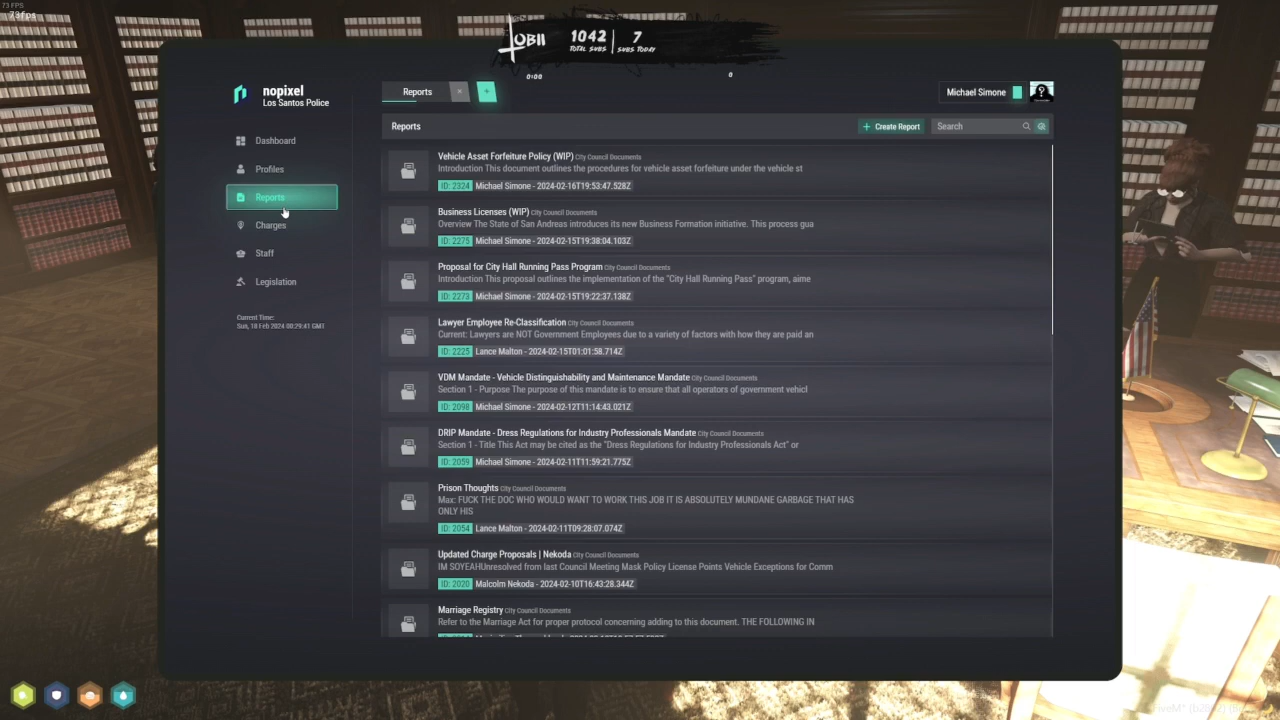 73 FPS
73fps
TOBII
1042
TOTAL SUBS
7
SUBS TODAY
0:00
0
nopixel
Los Santos Police
Reports
×
+
Michael Simone
Dashboard
Profiles
Reports
Charges
Staff
Legislation
Current Time:
Sun, 18 Feb 2024 00:29:41 GMT
Reports
+ Create Report
Search
Vehicle Asset Forfeiture Policy (WIP) City Council Documents
Introduction This document outlines the procedures for vehicle asset forfeiture under the vehicle st
ID: 2324 Michael Simone - 2024-02-16T19:53:47.528Z
Business Licenses (WIP) City Council Documents
Overview The State of San Andreas introduces its new Business Formation initiative. This process gua
ID: 2275 Michael Simone - 2024-02-15T19:38:04.103Z
Proposal for City Hall Running Pass Program City Council Documents
Introduction This proposal outlines the implementation of the "City Hall Running Pass" program, aime
ID: 2273 Michael Simone - 2024-02-15T19:22:37.138Z
Lawyer Employee Re-Classification City Council Documents
Current: Lawyers are NOT Government Employees due to a variety of factors with how they are paid an
ID: 2225 Lance Malton - 2024-02-15T01:01:58.714Z
VDM Mandate - Vehicle Distinguishability and Maintenance Mandate City Council Documents
Section 1 - Purpose The purpose of this mandate is to ensure that all operators of government vehicl
ID: 2098 Michael Simone - 2024-02-12T11:14:43.021Z
DRIP Mandate - Dress Regulations for Industry Professionals Mandate City Council Documents
Section 1 - Title This Act may be cited as the "Dress Regulations for Industry Professionals Act" or
ID: 2059 Michael Simone - 2024-02-11T11:59:21.775Z
Prison Thoughts City Council Documents
Max: FUCK THE DOC WHO WOULD WANT TO WORK THIS JOB IT IS ABSOLUTELY MUNDANE GARBAGE THAT HAS
ONLY HIS
ID: 2054 Lance Malton - 2024-02-11T09:28:07.074Z
Updated Charge Proposals | Nekoda City Council Documents
IM SOYEAHUnresolved from last Council Meeting Mask Policy License Points Vehicle Exceptions for Comm
ID: 2020 Malcolm Nekoda - 2024-02-10T16:43:28.344Z
Marriage Registry City Council Documents
Refer to the Marriage Act for proper protocol concerning adding to this document. THE FOLLOWING IN
FiveM*